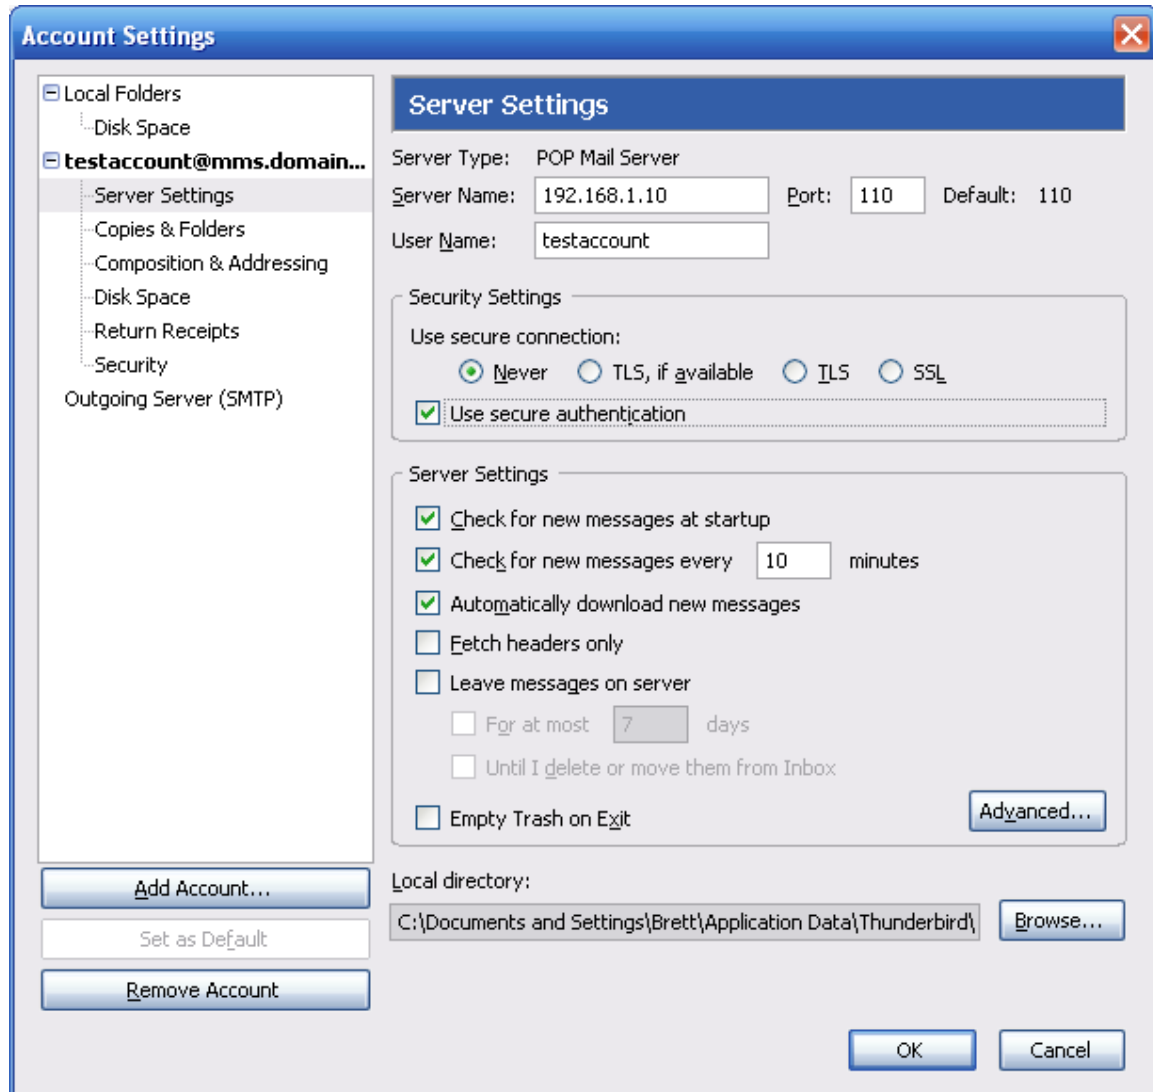 Account Settings
Local Folders
Disk Space
testaccount@mms.domain...
Server Settings
Copies & Folders
Composition & Addressing
Disk Space
Return Receipts
Security
Outgoing Server (SMTP)
Add Account...
Set as Default
Remove Account
Server Settings
Server Type: POP Mail Server
Server Name: 192.168.1.10 Port: 110 Default: 110
User Name: testaccount
Security Settings
Use secure connection:
Never TLS, if available TLS SSL
Use secure authentication
Server Settings
Check for new messages at startup
Check for new messages every 10 minutes
Automatically download new messages
Fetch headers only
Leave messages on server
For at most 7 days
Until I delete or move them from Inbox
Empty Trash on Exit Advanced...
Local directory:
C:\Documents and Settings\Brett\Application Data\Thunderbird\ Browse...
OK Cancel